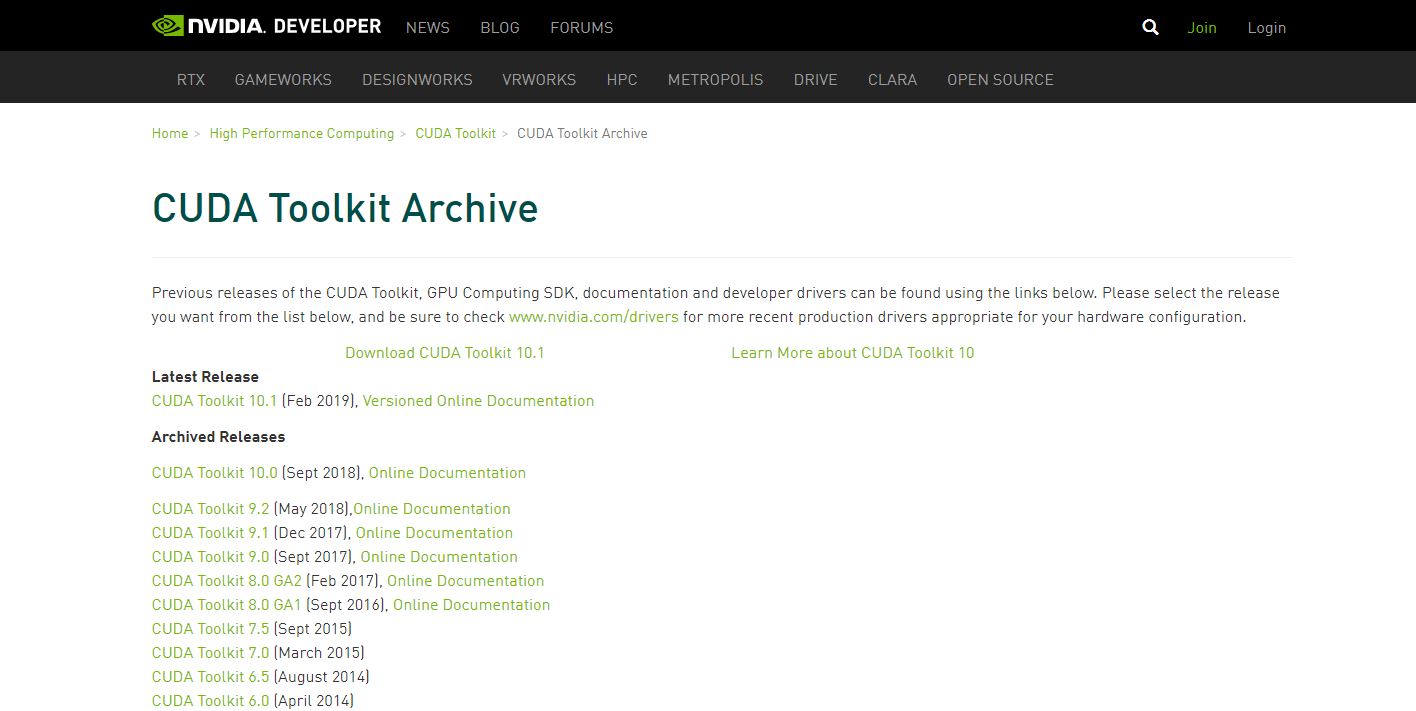 NVIDIA. DEVELOPER NEWS BLOG FORUMS Join Login
RTX GAMEWORKS DESIGNWORKS VRWORKS HPC METROPOLIS DRIVE CLARA OPEN SOURCE
Home > High Performance Computing > CUDA Toolkit > CUDA Toolkit Archive
CUDA Toolkit Archive
Previous releases of the CUDA Toolkit, GPU Computing SDK, documentation and developer drivers can be found using the links below. Please select the release
you want from the list below, and be sure to check www.nvidia.com/drivers for more recent production drivers appropriate for your hardware configuration.
Download CUDA Toolkit 10.1 Learn More about CUDA Toolkit 10
Latest Release
CUDA Toolkit 10.1 (Feb 2019), Versioned Online Documentation
Archived Releases
CUDA Toolkit 10.0 (Sept 2018), Online Documentation
CUDA Toolkit 9.2 (May 2018),Online Documentation
CUDA Toolkit 9.1 (Dec 2017), Online Documentation
CUDA Toolkit 9.0 (Sept 2017), Online Documentation
CUDA Toolkit 8.0 GA2 (Feb 2017), Online Documentation
CUDA Toolkit 8.0 GA1 (Sept 2016), Online Documentation
CUDA Toolkit 7.5 (Sept 2015)
CUDA Toolkit 7.0 (March 2015)
CUDA Toolkit 6.5 (August 2014)
CUDA Toolkit 6.0 (April 2014)